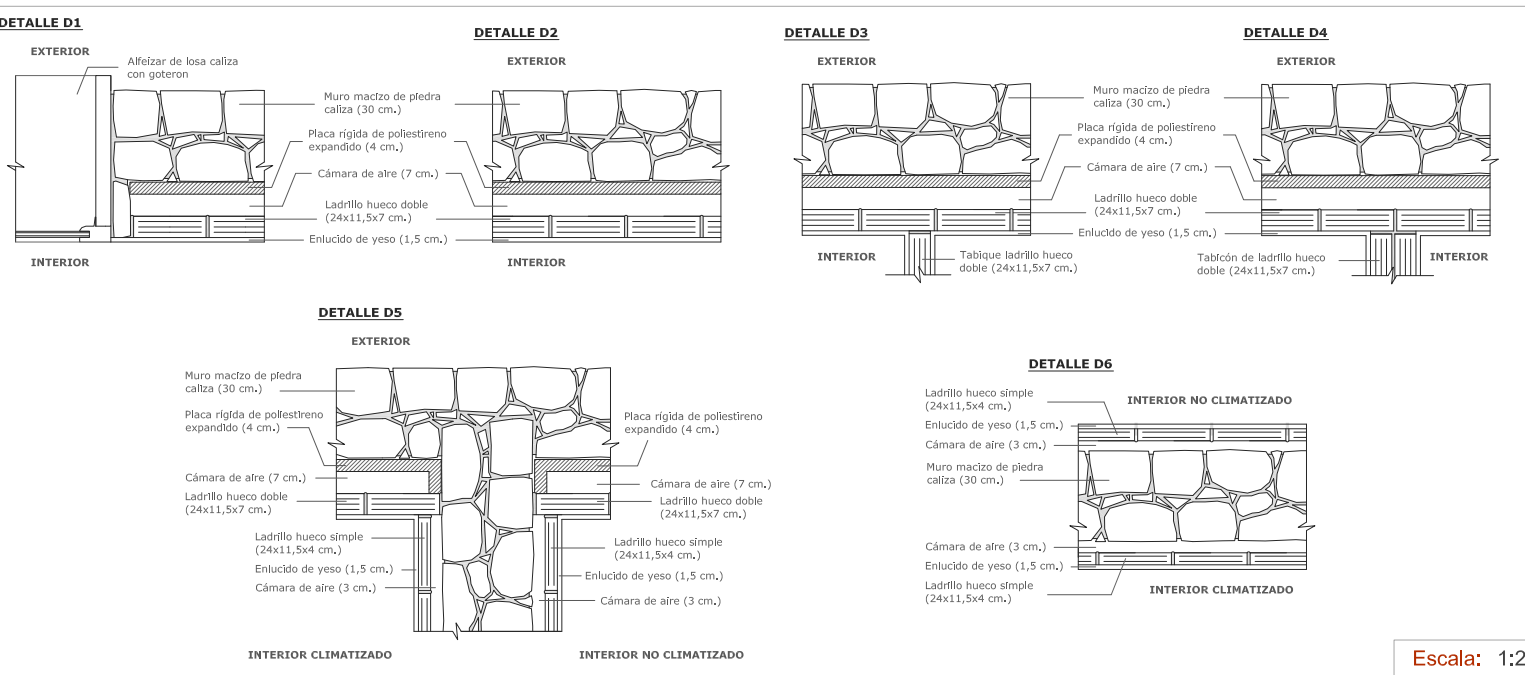 DETALLE D1
EXTERIOR
Alfeizar de losa caliza
con goteron
INTERIOR
DETALLE D2
EXTERIOR
Muro macizo de piedra
caliza (30 cm.)
Placa rígida de poliestireno
expandido (4 cm.)
Cámara de aire (7 cm.)
Ladrillo hueco doble
(24x11,5x7 cm.)
Enlucido de yeso (1,5 cm.)
INTERIOR
DETALLE D3
EXTERIOR
INTERIOR
Tabique ladrillo hueco
doble (24x11,5x7 cm.)
Muro macizo de piedra
caliza (30 cm.)
Placa rígida de poliestireno
expandido (4 cm.)
Cámara de aire (7 cm.)
Ladrillo hueco doble
(24x11,5x7 cm.)
Enlucido de yeso (1,5 cm.)
DETALLE D4
EXTERIOR
Tabicón de ladrillo hueco
doble (24x11,5x7 cm.)
INTERIOR
DETALLE D5
EXTERIOR
Muro macizo de piedra
caliza (30 cm.)
Placa rígida de poliestireno
expandido (4 cm.)
Cámara de aire (7 cm.)
Ladrillo hueco doble
(24x11,5x7 cm.)
Ladrillo hueco simple
(24x11,5x4 cm.)
Enlucido de yeso (1,5 cm.)
Cámara de aire (3 cm.)
INTERIOR CLIMATIZADO
Placa rígida de poliestireno
expandido (4 cm.)
Cámara de aire (7 cm.)
Ladrillo hueco doble
(24x11,5x7 cm.)
Ladrillo hueco simple
(24x11,5x4 cm.)
Enlucido de yeso (1,5 cm.)
Cámara de aire (3 cm.)
INTERIOR NO CLIMATIZADO
DETALLE D6
Ladrillo hueco simple
(24x11,5x4 cm.)
INTERIOR NO CLIMATIZADO
Enlucido de yeso (1,5 cm.)
Cámara de aire (3 cm.)
Muro macizo de piedra
caliza (30 cm.)
Cámara de aire (3 cm.)
Enlucido de yeso (1,5 cm.)
Ladrillo hueco simple
(24x11,5x4 cm.)
INTERIOR CLIMATIZADO
Escala: 1:2